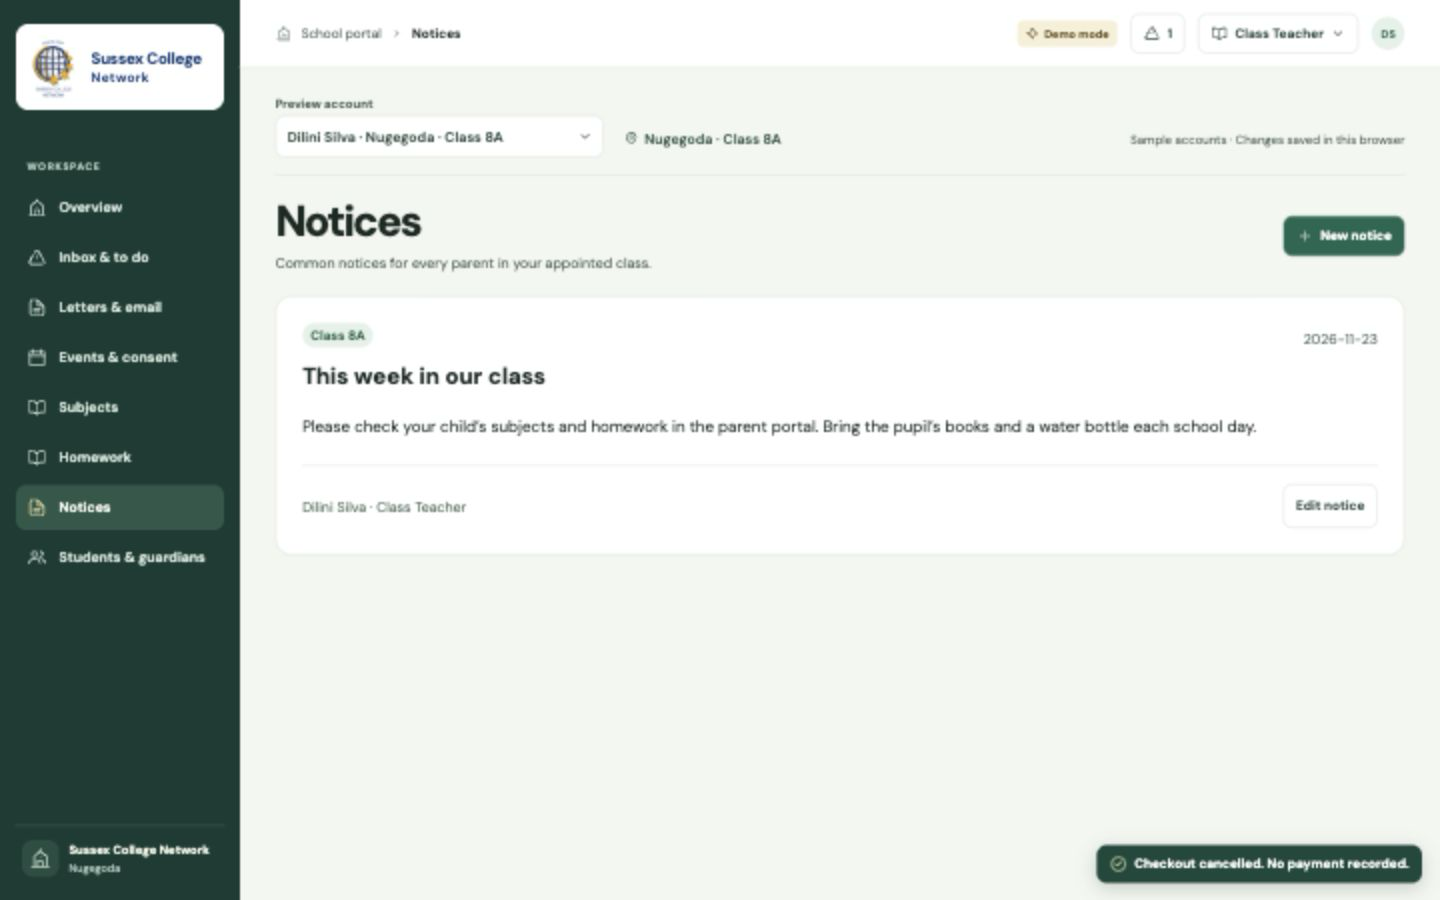 Sussex College
Network
WORKSPACE
Overview
Inbox & to do
Letters & email
Events & consent
Subjects
Homework
Notices
Students & guardians
Sussex College Network
Nugegoda
School portal > Notices
Demo mode
1
Class Teacher
DS
Preview account
Dilini Silva · Nugegoda · Class 8A
Nugegoda · Class 8A
Sample accounts · Changes saved in this browser
Notices
Common notices for every parent in your appointed class.
+ New notice
Class 8A
2026-11-23
This week in our class
Please check your child's subjects and homework in the parent portal. Bring the pupil's books and a water bottle each school day.
Dilini Silva · Class Teacher
Edit notice
Checkout cancelled. No payment recorded.